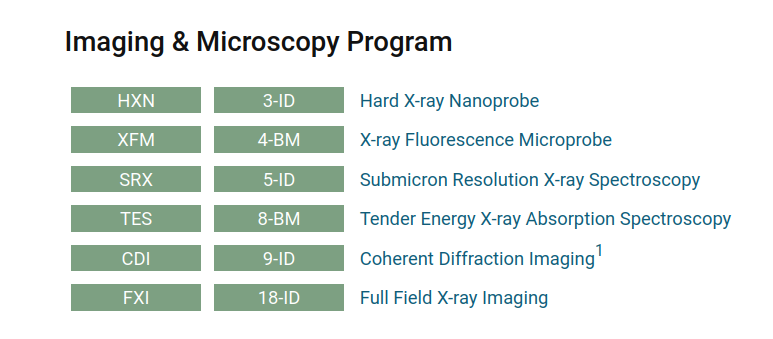 Imaging & Microscopy Program
HXN 3-ID Hard X-ray Nanoprobe
XFM 4-BM X-ray Fluorescence Microprobe
SRX 5-ID Submicron Resolution X-ray Spectroscopy
TES 8-BM Tender Energy X-ray Absorption Spectroscopy
CDI 9-ID Coherent Diffraction Imaging¹
FXI 18-ID Full Field X-ray Imaging